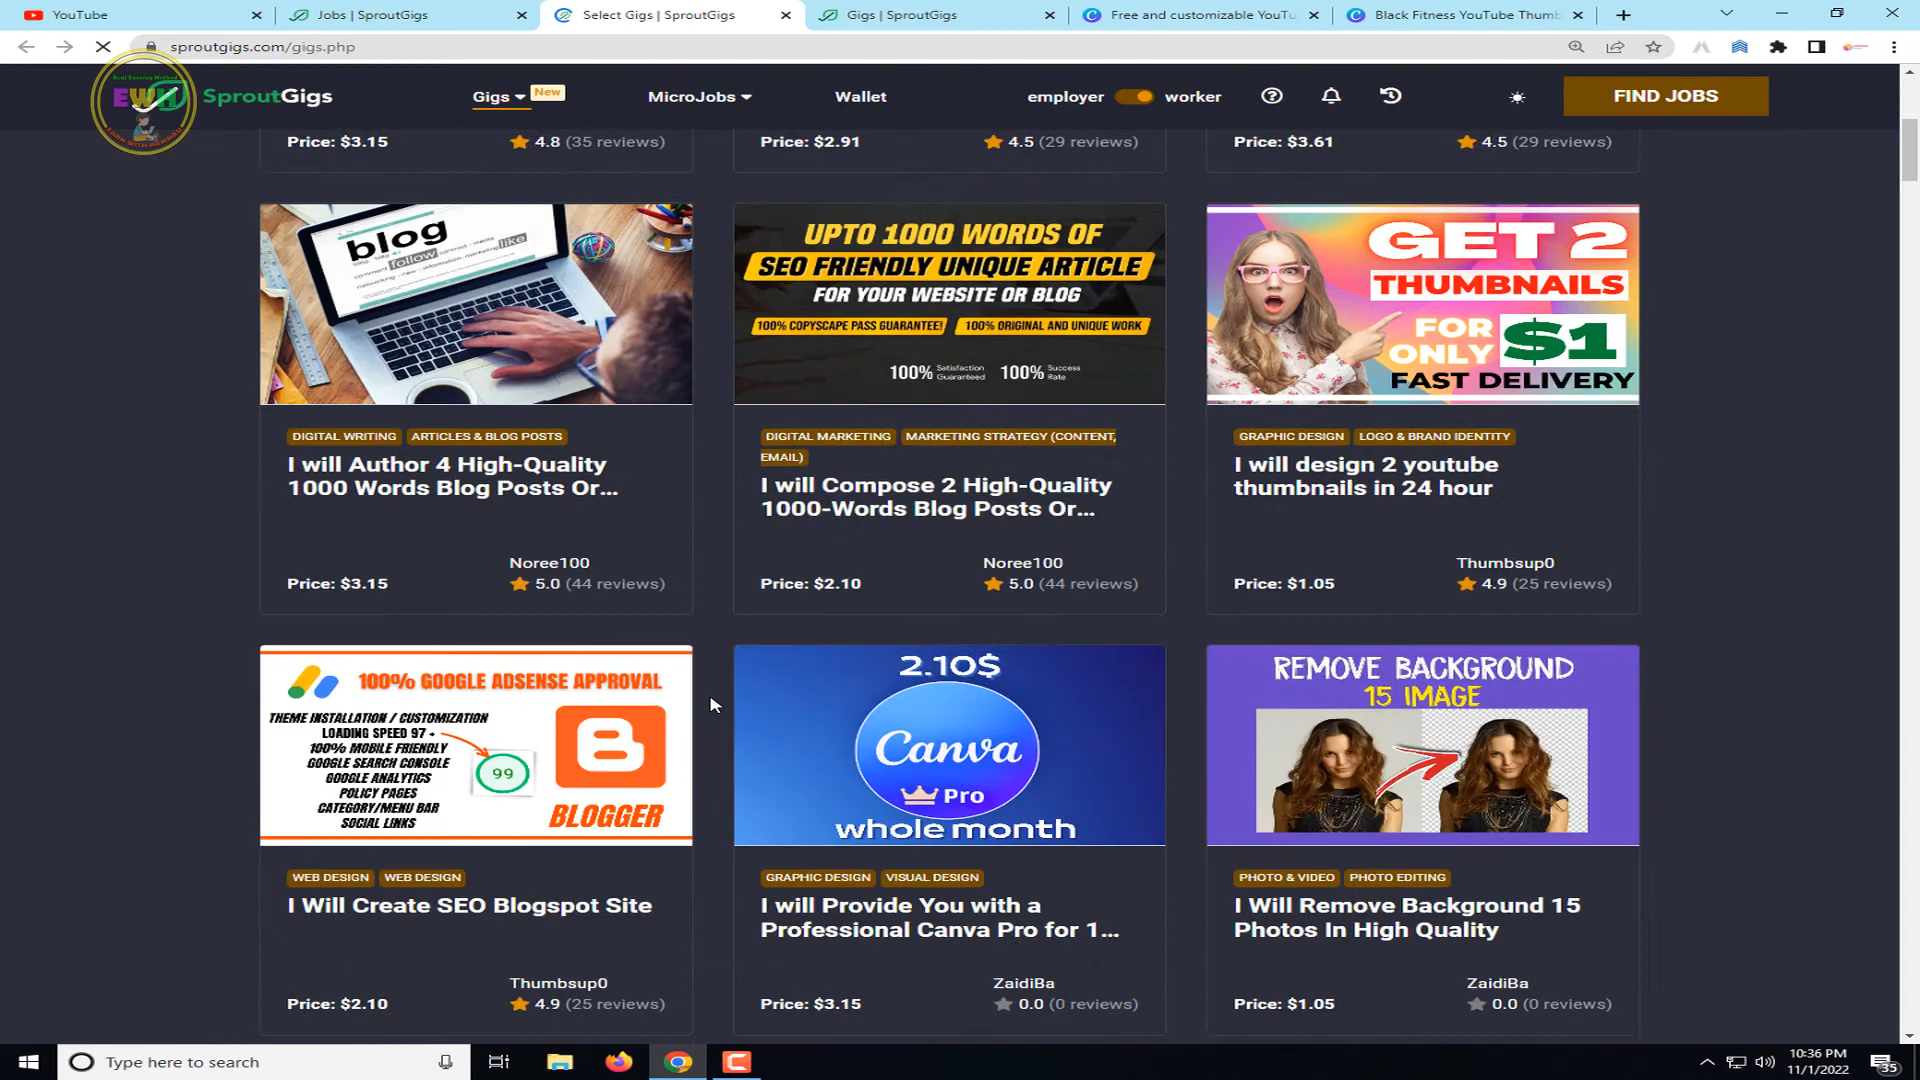 YouTube
Jobs | SproutGigs
Select Gigs | SproutGigs
Gigs | SproutGigs
Free and customizable YouTu
Black Fitness YouTube Thumb
sproutgigs.com/gigs.php
EWH
SproutGigs
Gigs
New
MicroJobs
Wallet
employer
worker
FIND JOBS
Price: $3.15
4.8 (35 reviews)
Price: $2.91
4.5 (29 reviews)
Price: $3.61
4.5 (29 reviews)
blog
follow
like
UPTO 1000 WORDS OF
SEO FRIENDLY UNIQUE ARTICLE
FOR YOUR WEBSITE OR BLOG
100% COPYSCAPE PASS GUARANTEE!
100% ORIGINAL AND UNIQUE WORK
100% Satisfaction Guaranteed
100% Success Rate
GET 2
THUMBNAILS
FOR
ONLY
$1
FAST DELIVERY
DIGITAL WRITING
ARTICLES & BLOG POSTS
I will Author 4 High-Quality
1000 Words Blog Posts Or...
Noree100
Price: $3.15
5.0 (44 reviews)
DIGITAL MARKETING
MARKETING STRATEGY (CONTENT,
EMAIL)
I will Compose 2 High-Quality
1000-Words Blog Posts Or...
Noree100
Price: $2.10
5.0 (44 reviews)
GRAPHIC DESIGN
LOGO & BRAND IDENTITY
I will design 2 youtube
thumbnails in 24 hour
Thumbsup0
Price: $1.05
4.9 (25 reviews)
100% GOOGLE ADSENSE APPROVAL
THEME INSTALLATION / CUSTOMIZATION
LOADING SPEED 97 +
100% MOBILE FRIENDLY
GOOGLE SEARCH CONSOLE
GOOGLE ANALYTICS
POLICY PAGES
CATEGORY/MENU BAR
SOCIAL LINKS
99
BLOGGER
2.10$
Canva
Pro
whole month
REMOVE BACKGROUND
15 IMAGE
WEB DESIGN
WEB DESIGN
I Will Create SEO Blogspot Site
Thumbsup0
Price: $2.10
4.9 (25 reviews)
GRAPHIC DESIGN
VISUAL DESIGN
I will Provide You with a
Professional Canva Pro for 1...
ZaidiBa
Price: $3.15
0.0 (0 reviews)
PHOTO & VIDEO
PHOTO EDITING
I Will Remove Background 15
Photos In High Quality
ZaidiBa
Price: $1.05
0.0 (0 reviews)
Type here to search
10:36 PM
11/1/2022
35